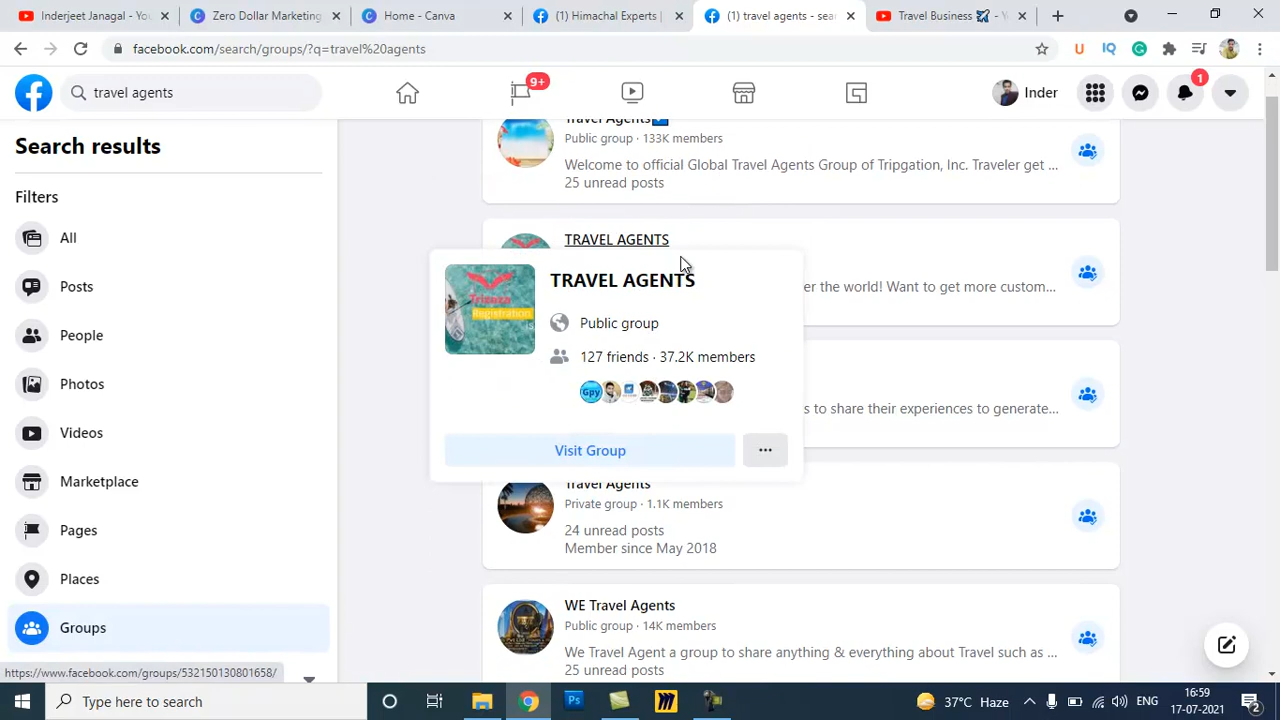 Inderjeet Janagal - You
Zero Dollar Marketing
Home - Canva
(1) Himachal Experts |
(1) travel agents - sea
Travel Business
facebook.com/search/groups/?q=travel%20agents
travel agents
9+
Inder
1
Search results
Filters
All
Posts
People
Photos
Videos
Marketplace
Pages
Places
Groups
Travel Agents
Public group · 133K members
Welcome to official Global Travel Agents Group of Tripgation, Inc. Traveler get ...
25 unread posts
TRAVEL AGENTS
er the world! Want to get more custom...
Trizuza
Registration
TRAVEL AGENTS
Public group
127 friends · 37.2K members
Gpy
Visit Group
s to share their experiences to generate...
Travel Agents
Private group · 1.1K members
24 unread posts
Member since May 2018
WE Travel Agents
Public group · 14K members
We Travel Agent a group to share anything & everything about Travel such as ...
25 unread posts
https://www.facebook.com/groups/532150130801658/
Type here to search
Ps
37°C Haze
ENG
16:59
17-07-2021
2